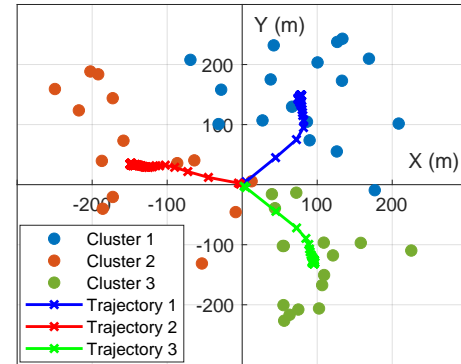 Y (m)
200
100
X (m)
-200
-100
100
200
-100
-200
Cluster 1
Cluster 2
Cluster 3
Trajectory 1
Trajectory 2
Trajectory 3